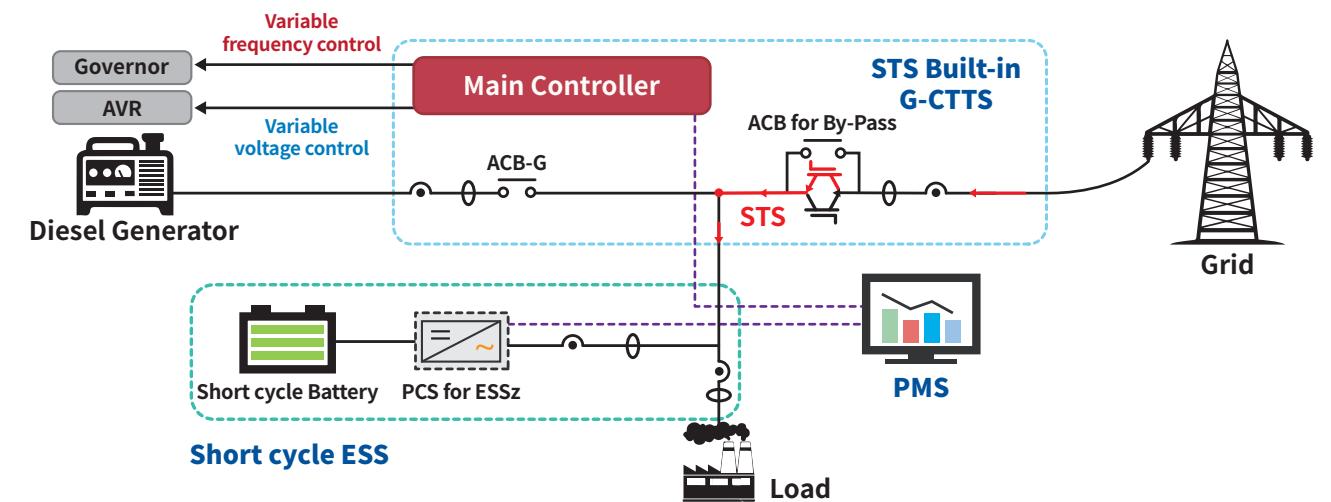 Variable
frequency control
Governor
AVR
Main Controller
STS Built-in
G-CTTS
Variable
voltage control
ACB for By-Pass
ACB-G
STS
Diesel Generator
Grid
Short cycle Battery
PCS for ESSz
PMS
Short cycle ESS
Load